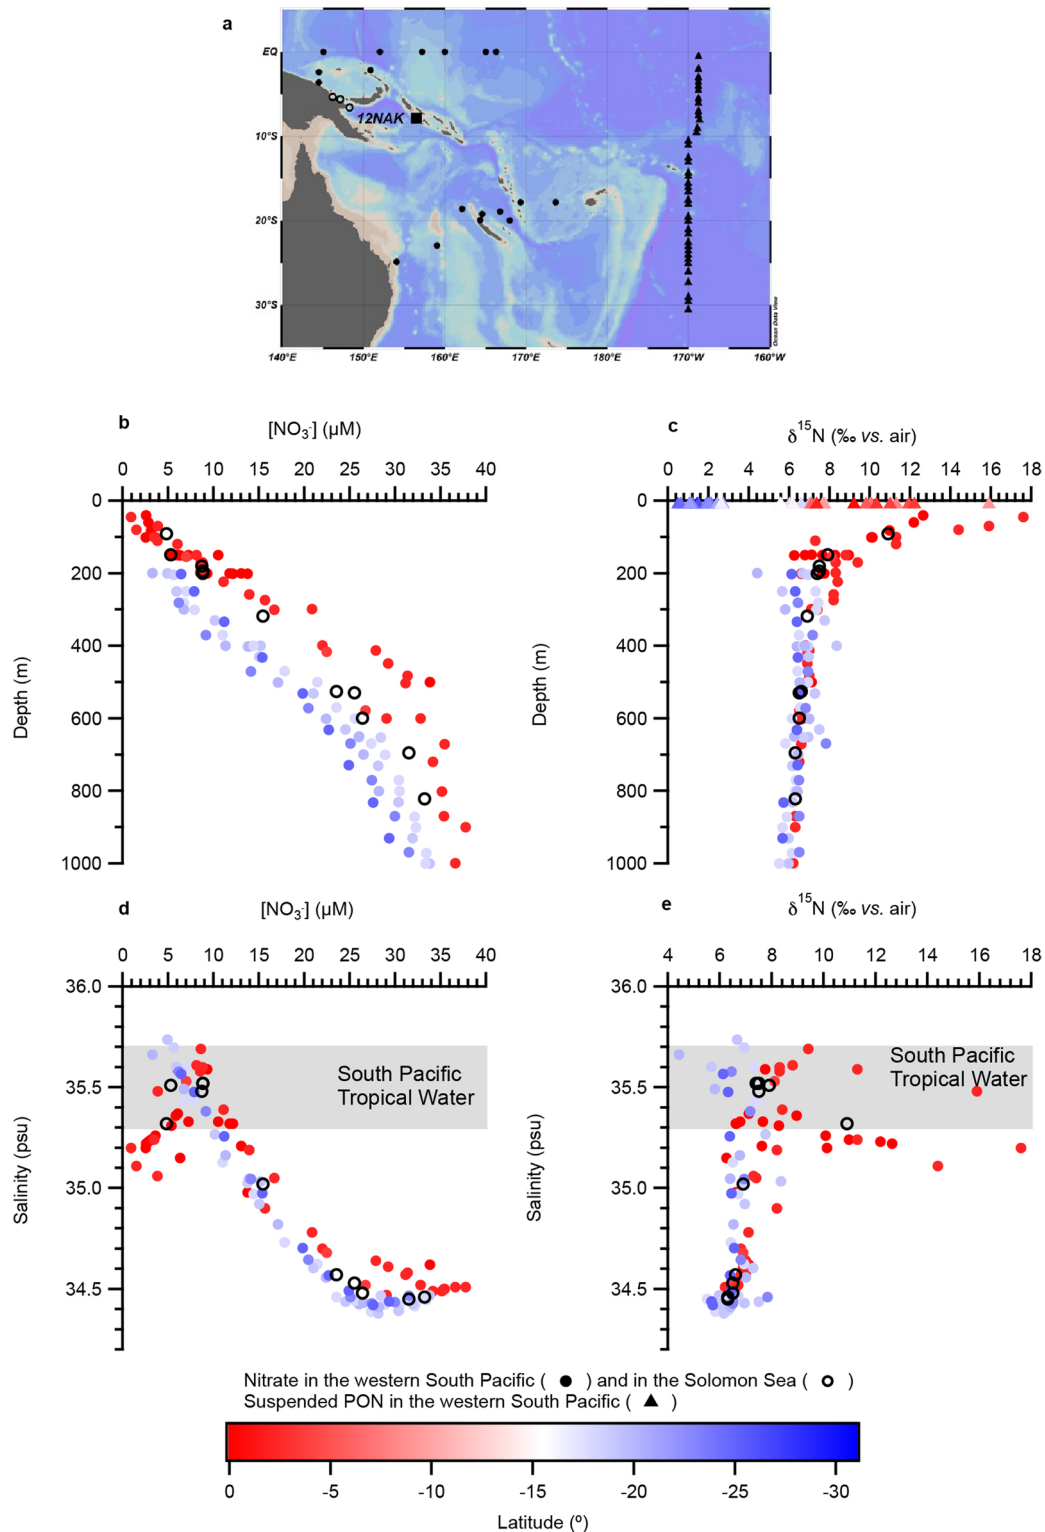 a
EQ
10°S
20°S
30°S
12NAK
140°E 150°E 160°E 170°E 180°E 170°W 160°W
Ocean Data View
b
[NO3-] (µM)
0 5 10 15 20 25 30 35 40
0
200
400
600
800
1000
Depth (m)
c
δ15N (‰ vs. air)
0 2 4 6 8 10 12 14 16 18
0
200
400
600
800
1000
Depth (m)
d
[NO3-] (µM)
0 5 10 15 20 25 30 35 40
36.0
35.5
35.0
34.5
Salinity (psu)
South Pacific
Tropical Water
e
δ15N (‰ vs. air)
4 6 8 10 12 14 16 18
36.0
35.5
35.0
34.5
Salinity (psu)
South Pacific
Tropical Water
Nitrate in the western South Pacific ( ● ) and in the Solomon Sea ( o )
Suspended PON in the western South Pacific ( ▲ )
0 -5 -10 -15 -20 -25 -30
Latitude (º)